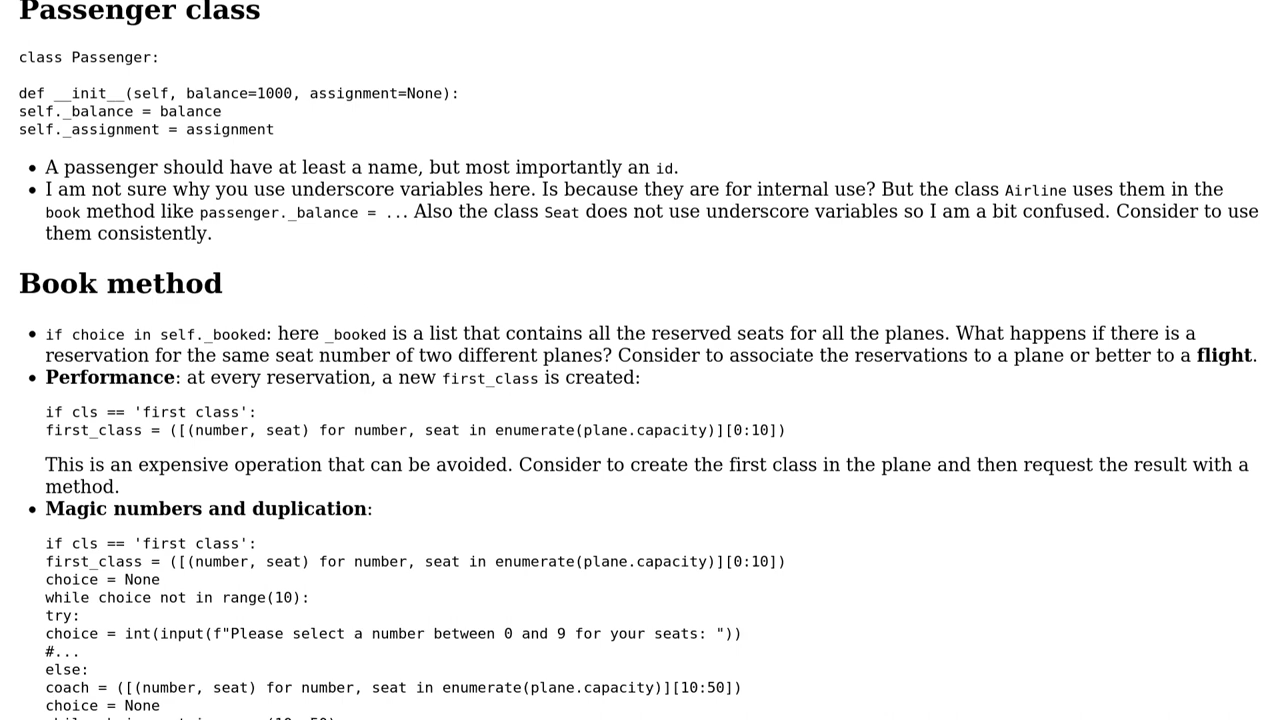 Passenger class
class Passenger:
def __init__(self, balance=1000, assignment=None):
self._balance = balance
self._assignment = assignment
• A passenger should have at least a name, but most importantly an id.
• I am not sure why you use underscore variables here. Is because they are for internal use? But the class Airline uses them in the
book method like passenger._balance = ... Also the class Seat does not use underscore variables so I am a bit confused. Consider to use
them consistently.
Book method
• if choice in self._booked: here _booked is a list that contains all the reserved seats for all the planes. What happens if there is a
reservation for the same seat number of two different planes? Consider to associate the reservations to a plane or better to a flight.
• Performance: at every reservation, a new first_class is created:
if cls == 'first class':
first_class = ([(number, seat) for number, seat in enumerate(plane.capacity)][0:10])
This is an expensive operation that can be avoided. Consider to create the first class in the plane and then request the result with a
method.
• Magic numbers and duplication:
if cls == 'first class':
first_class = ([(number, seat) for number, seat in enumerate(plane.capacity)][0:10])
choice = None
while choice not in range(10):
try:
choice = int(input(f"Please select a number between 0 and 9 for your seats: "))
#...
else:
coach = ([(number, seat) for number, seat in enumerate(plane.capacity)][10:50])
choice = None